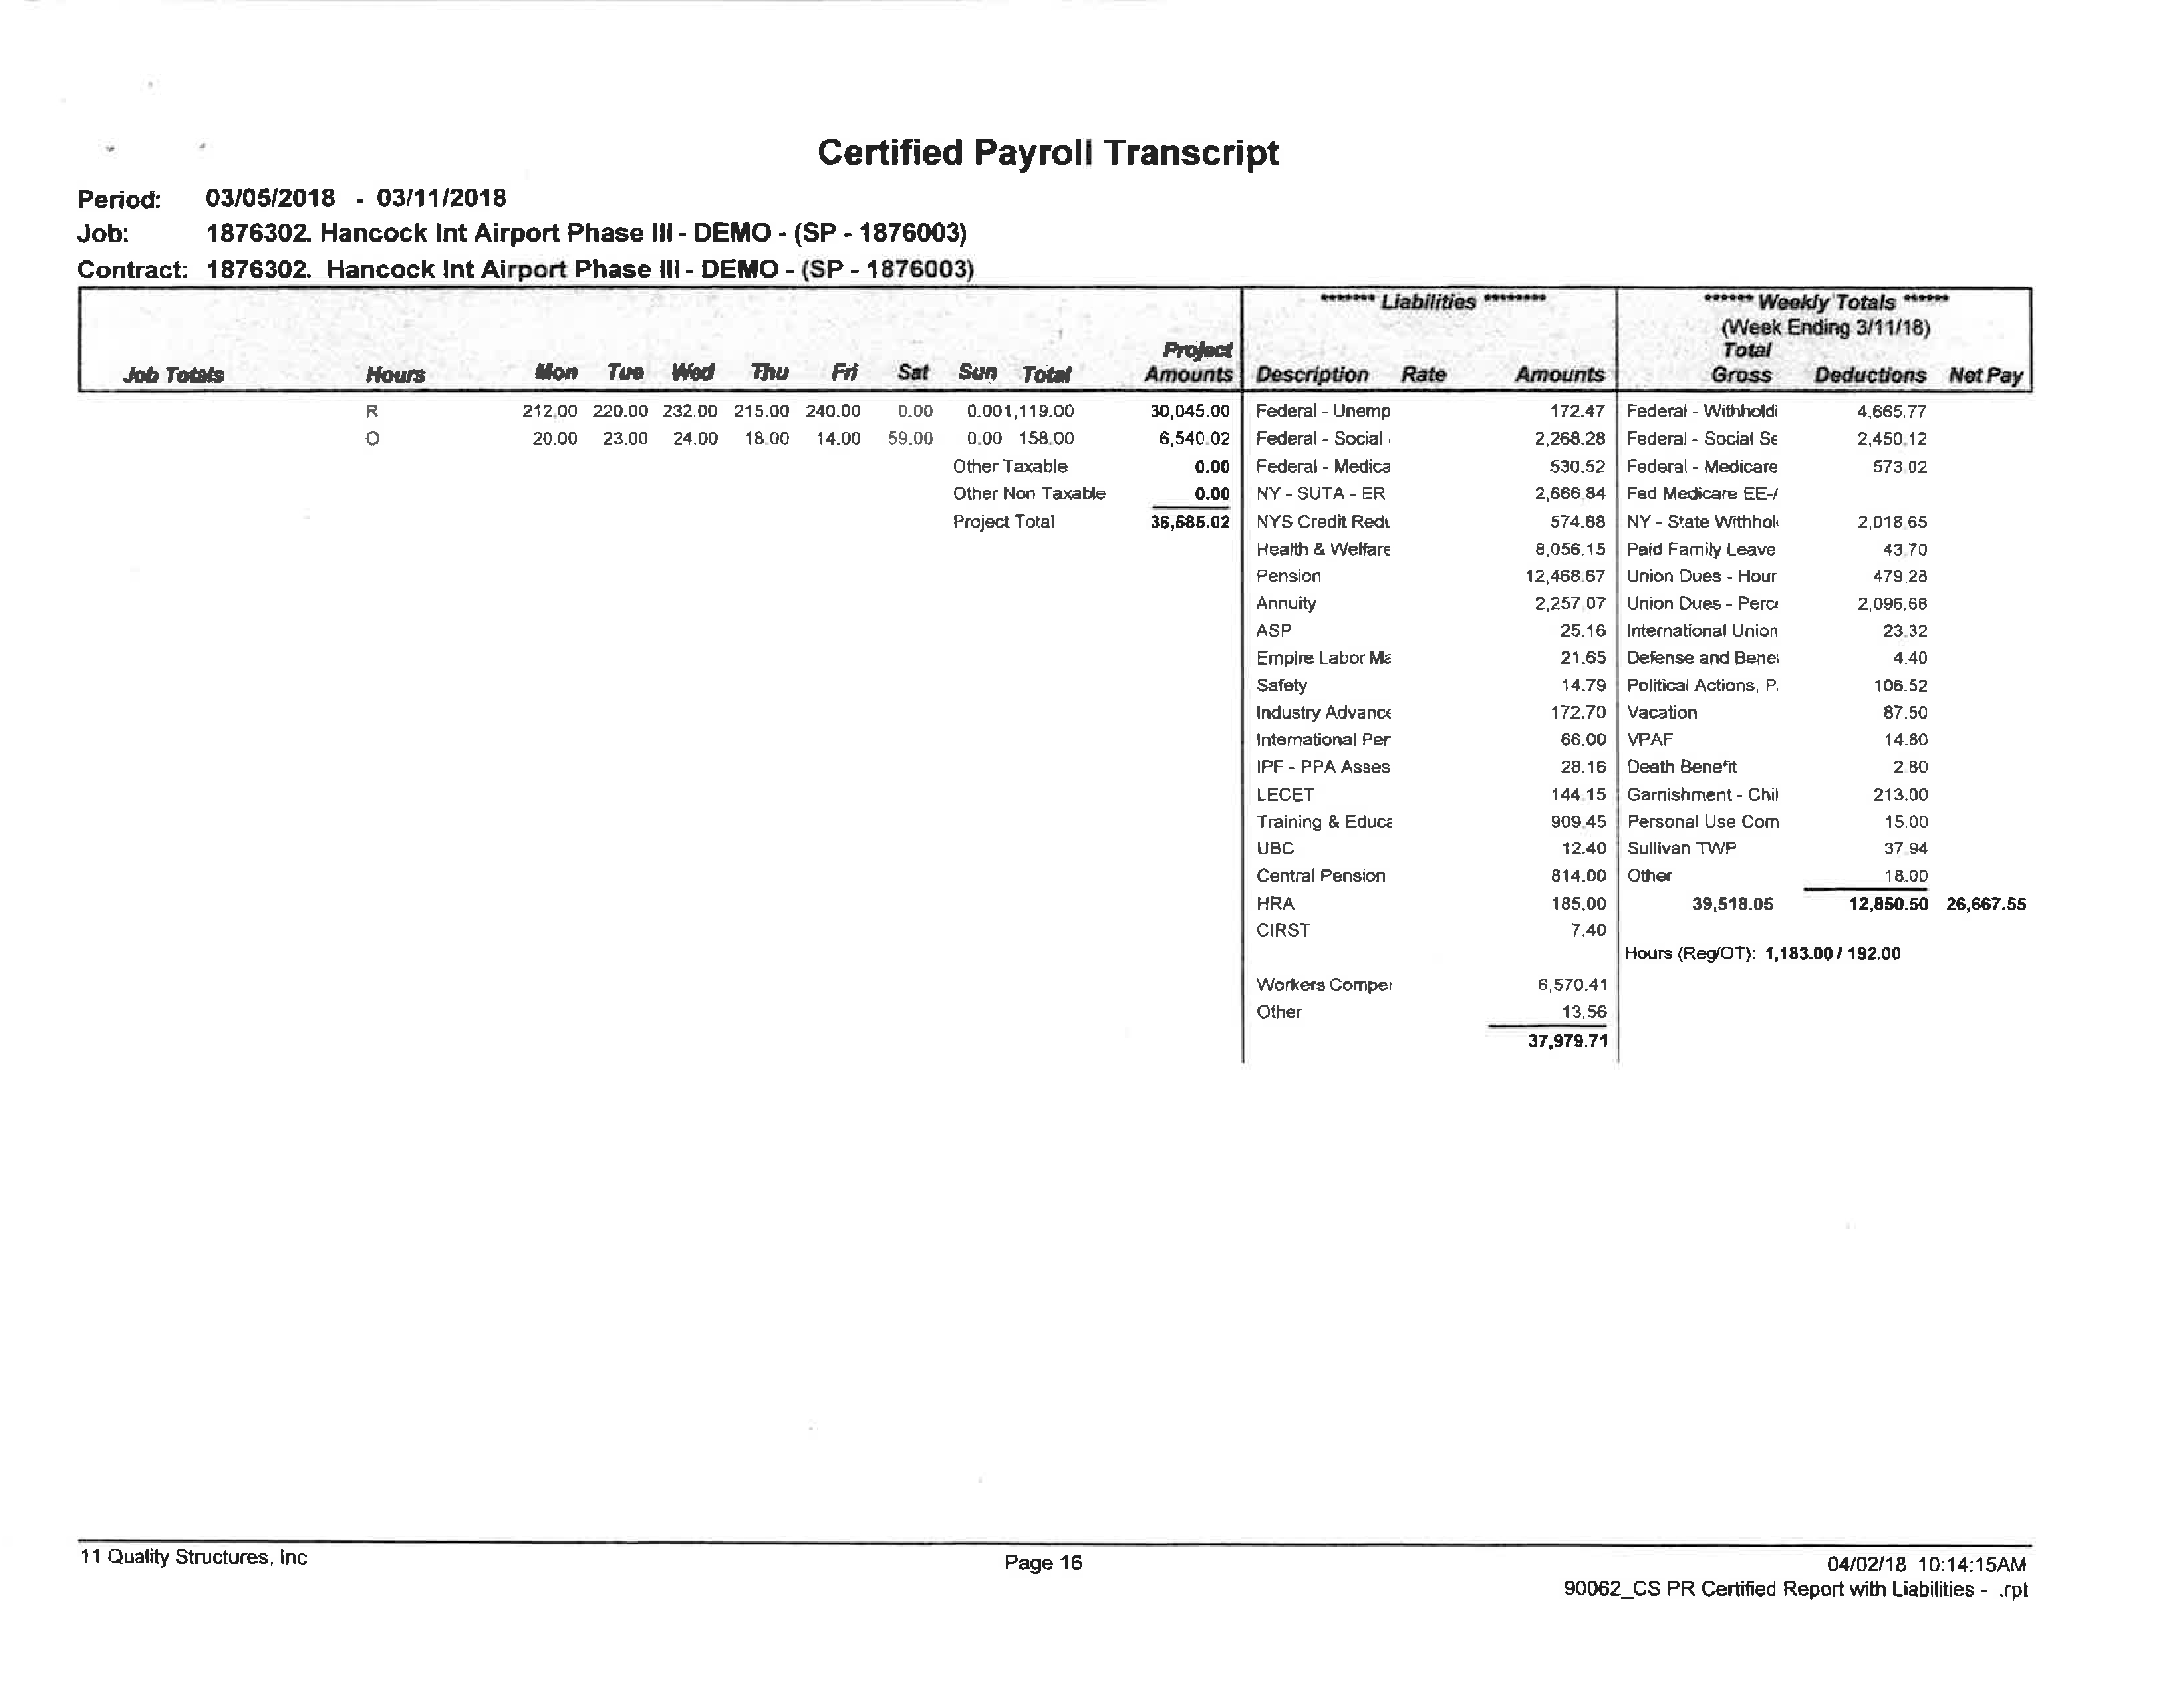 Certified Payroll Transcript
Period: 03/05/2018 - 03/11/2018
Job: 1876302. Hancock Int Airport Phase III - DEMO - (SP - 1876003)
Contract: 1876302. Hancock Int Airport Phase III - DEMO - (SP - 1876003)
******* Liabilities ******** ****** Weekly Totals ******
(Week Ending 3/11/18)
Project Total
Job Totals Hours Mon Tue Wed Thu Fri Sat Sun Total Amounts Description Rate Amounts Gross Deductions Net Pay
R 212.00 220.00 232.00 215.00 240.00 0.00 0.001,119.00 30,045.00 Federal - Unemp 172.47 Federal - Withholdi 4,665.77
O 20.00 23.00 24.00 18.00 14.00 59.00 0.00 158.00 6,540.02 Federal - Social 2,268.28 Federal - Social Se 2,450.12
Other Taxable 0.00 Federal - Medica 530.52 Federal - Medicare 573.02
Other Non Taxable 0.00 NY - SUTA - ER 2,666.84 Fed Medicare EE-/
Project Total 36,585.02 NYS Credit Redu 574.88 NY - State Withhol 2,018.65
Health & Welfare 8,056.15 Paid Family Leave 43.70
Pension 12,468.67 Union Dues - Hour 479.28
Annuity 2,257.07 Union Dues - Perce 2,096.68
ASP 25.16 International Union 23.32
Empire Labor Ma 21.65 Defense and Bene 4.40
Safety 14.79 Political Actions, P. 106.52
Industry Advance 172.70 Vacation 87.50
International Per 66.00 VPAF 14.80
IPF - PPA Asses 28.16 Death Benefit 2.80
LECET 144.15 Garnishment - Chil 213.00
Training & Educa 909.45 Personal Use Com 15.00
UBC 12.40 Sullivan TWP 37.94
Central Pension 814.00 Other 18.00
HRA 185.00 39,518.05 12,850.50 26,667.55
CIRST 7.40
Hours (Reg/OT): 1,183.00 / 192.00
Workers Compe 6,570.41
Other 13.56
37,979.71
11 Quality Structures, Inc Page 16 04/02/18 10:14:15AM
90062_CS PR Certified Report with Liabilities - .rpt